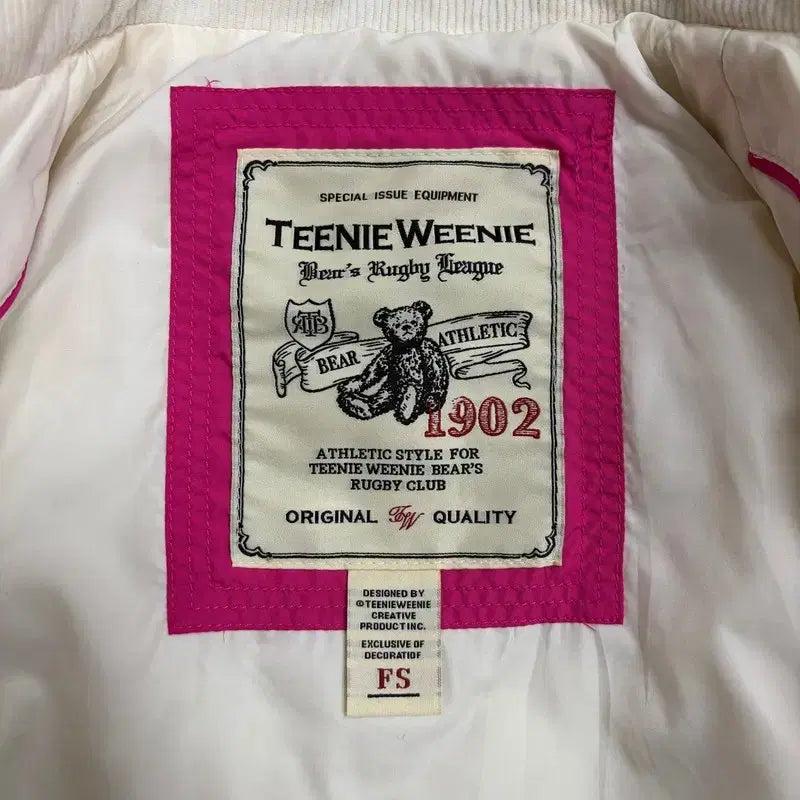 SPECIAL ISSUE EQUIPMENT
TEENIE WEENIE
Bear's Rugby League
RTB
BEAR
ATHLETIC
1902
ATHLETIC STYLE FOR
TEENIE WEENIE BEAR'S
RUGBY CLUB
ORIGINAL TW QUALITY
DESIGNED BY
©TEENIEWEENIE
CREATIVE
PRODUCT INC.
EXCLUSIVE OF
DECORATIOF
FS